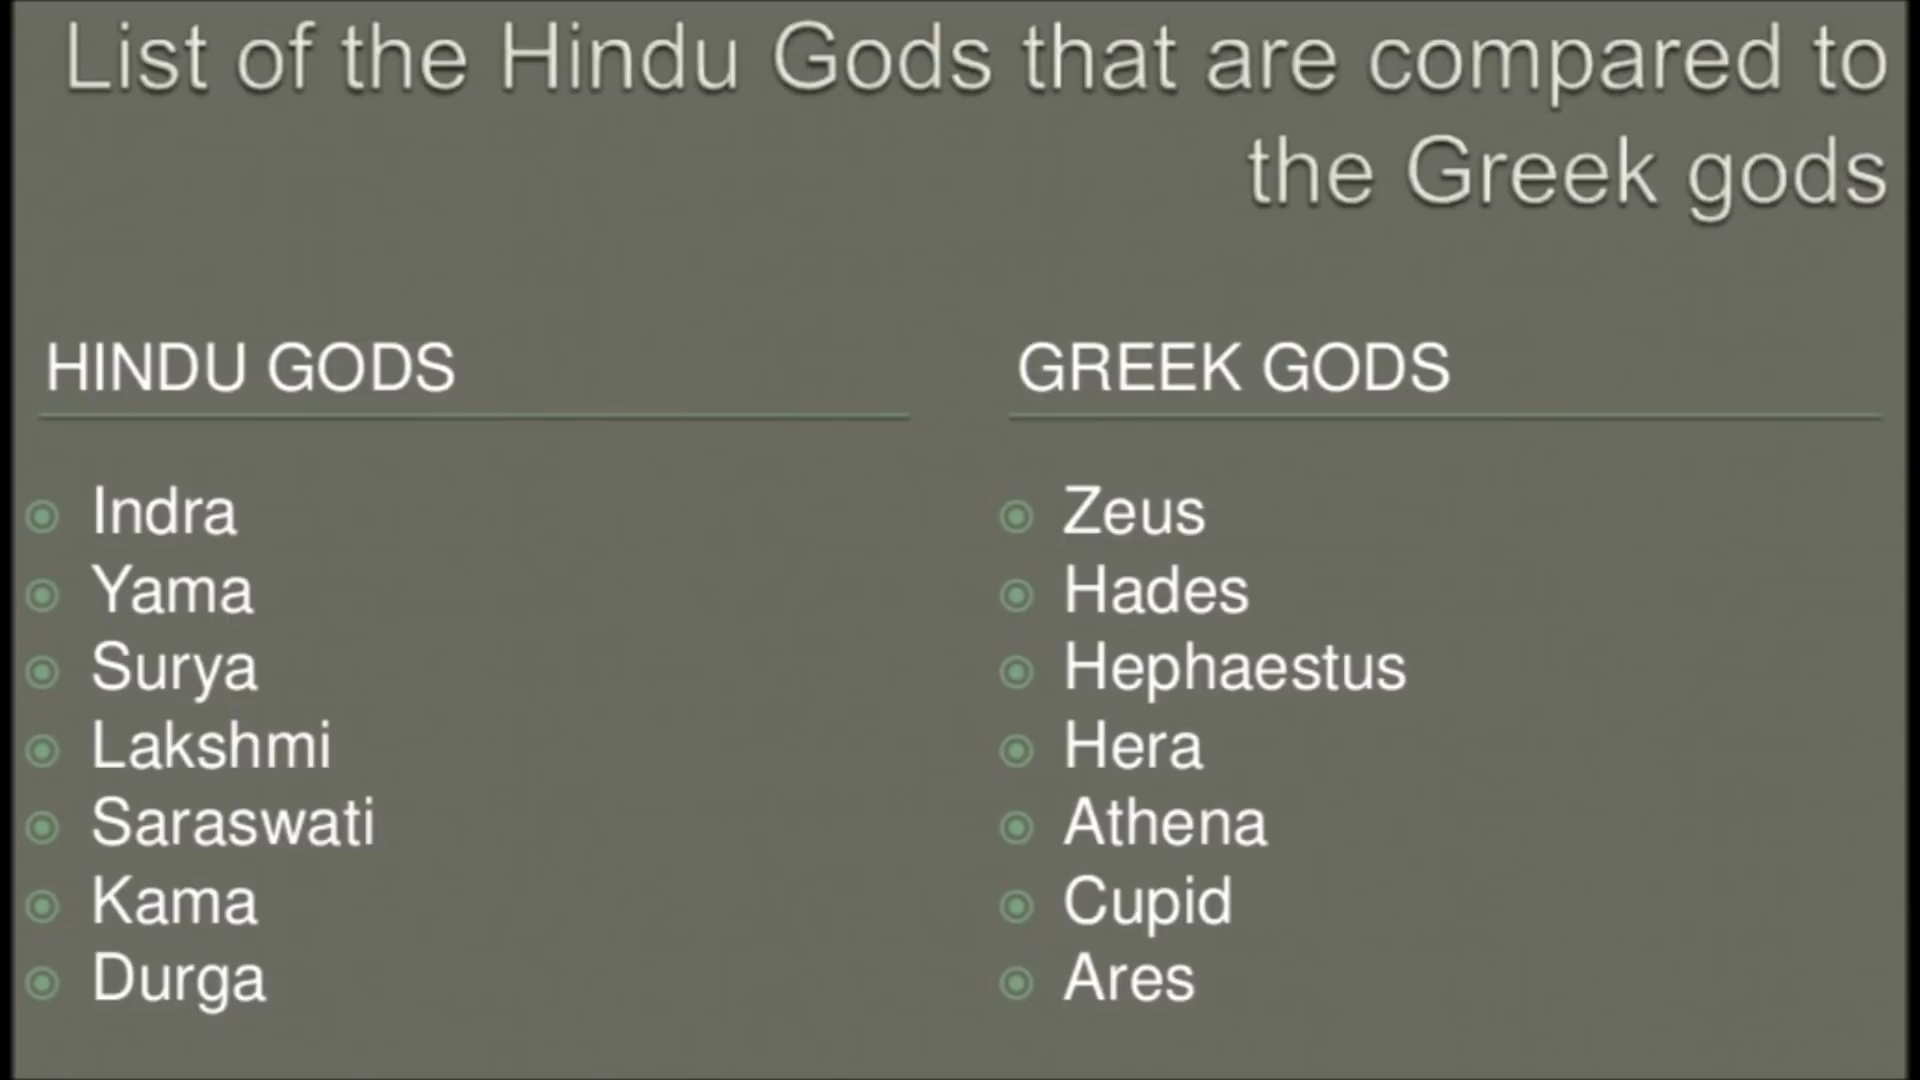 List of the Hindu Gods that are compared to
the Greek gods
HINDU GODS
Indra
Yama
Surya
Lakshmi
Saraswati
Kama
Durga
GREEK GODS
Zeus
Hades
Hephaestus
Hera
Athena
Cupid
Ares